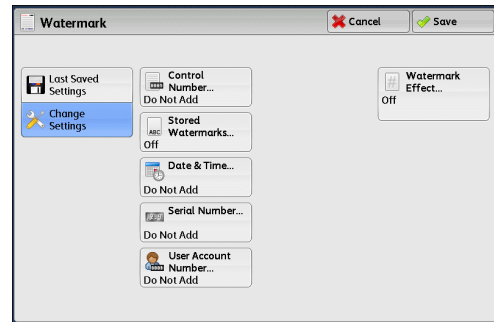 Watermark
Cancel
Save
Last Saved
Settings
Change
Settings
Control
Number...
Do Not Add
Stored
Watermarks...
ABC
Off
Date & Time...
Do Not Add
Serial Number...
Do Not Add
User Account
Number...
Do Not Add
Watermark
Effect...
#
Off